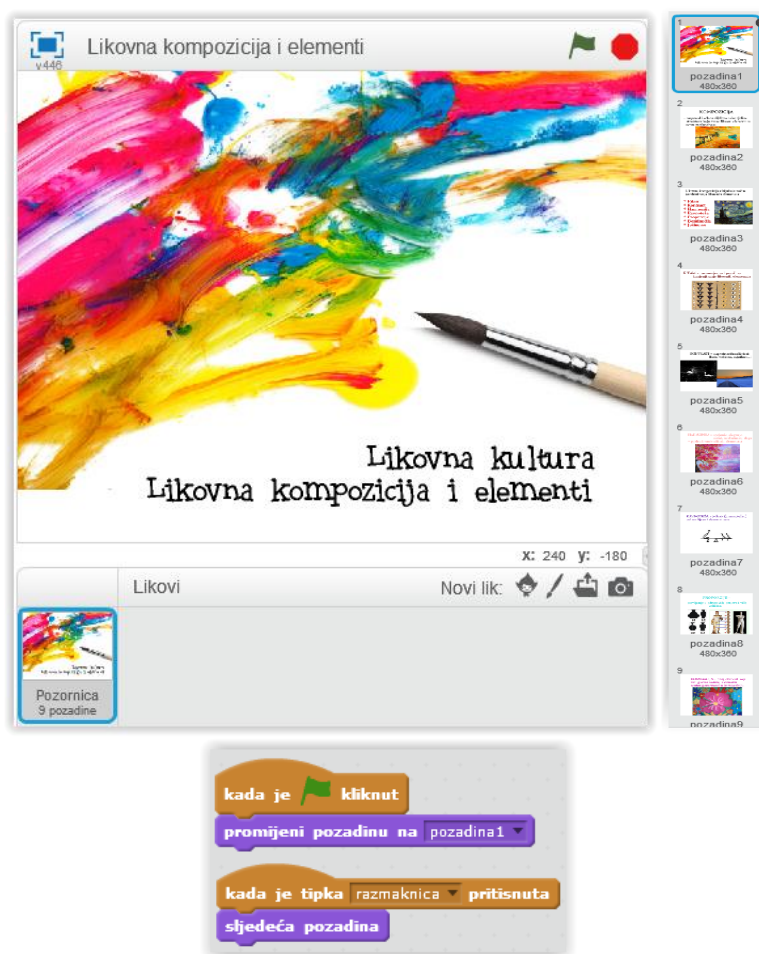 Likovna kompozicija i elementi
v446
Likovna kultura
Likovna kompozicija i elementi
x: 240 y: -180
Likovi
Novi lik:
Pozornica
9 pozadine
1
pozadina1
480x360
2
KOMPOZICIJA
pozadina2
480x360
3
pozadina3
480x360
4
pozadina4
480x360
5
pozadina5
480x360
6
pozadina6
480x360
7
pozadina7
480x360
8
pozadina8
480x360
9
pozadina9
kada je kliknut
promijeni pozadinu na pozadina1
kada je tipka razmaknica pritisnuta
sljedeća pozadina